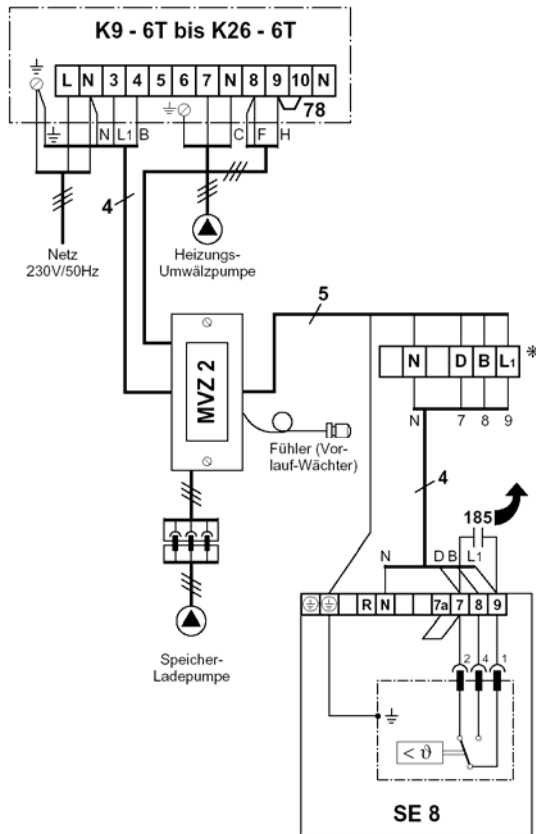 K9 - 6T bis K26 - 6T
L N 3 4 5 6 7 N 8 9 10 N
78
N L1 B C F H
4
Netz
230V/50Hz
Heizungs-
Umwälzpumpe
5
N D B L1 *
MVZ 2
N 7 8 9
Fühler (Vor-
lauf-Wächter)
4
185
N D B L1
R N 7a 7 8 9
Speicher-
Ladepumpe
2 4 1
< ϑ
SE 8